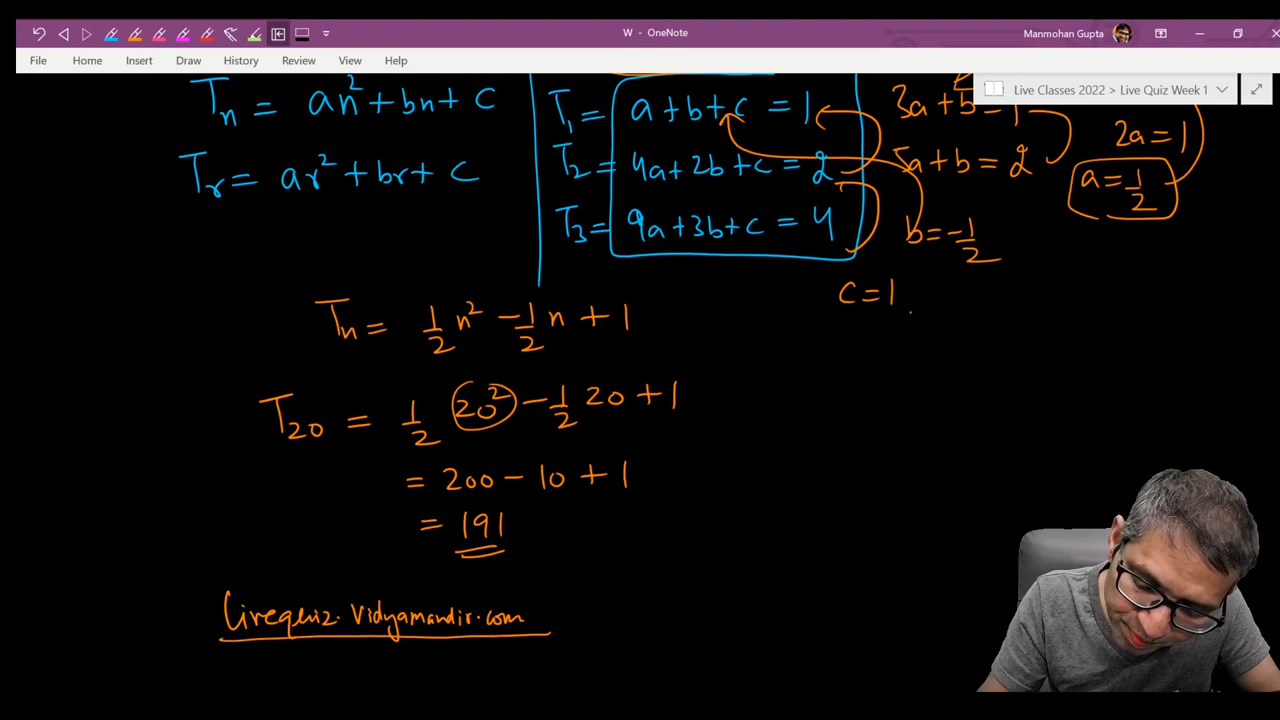 W - OneNote
Manmohan Gupta
File Home Insert Draw History Review View Help
Live Classes 2022 > Live Quiz Week 1
Tn = an² + bn + c
Tr = ar² + br + c
T1 = a + b + c = 1
T2 = 4a + 2b + c = 2
T3 = 9a + 3b + c = 4
3a + b = 1
5a + b = 2
2a = 1
a = 1/2
b = -1/2
c = 1
Tn = 1/2 n² - 1/2 n + 1
T20 = 1/2 20² - 1/2 20 + 1
= 200 - 10 + 1
= 191
Livequiz.Vidyamandir.com